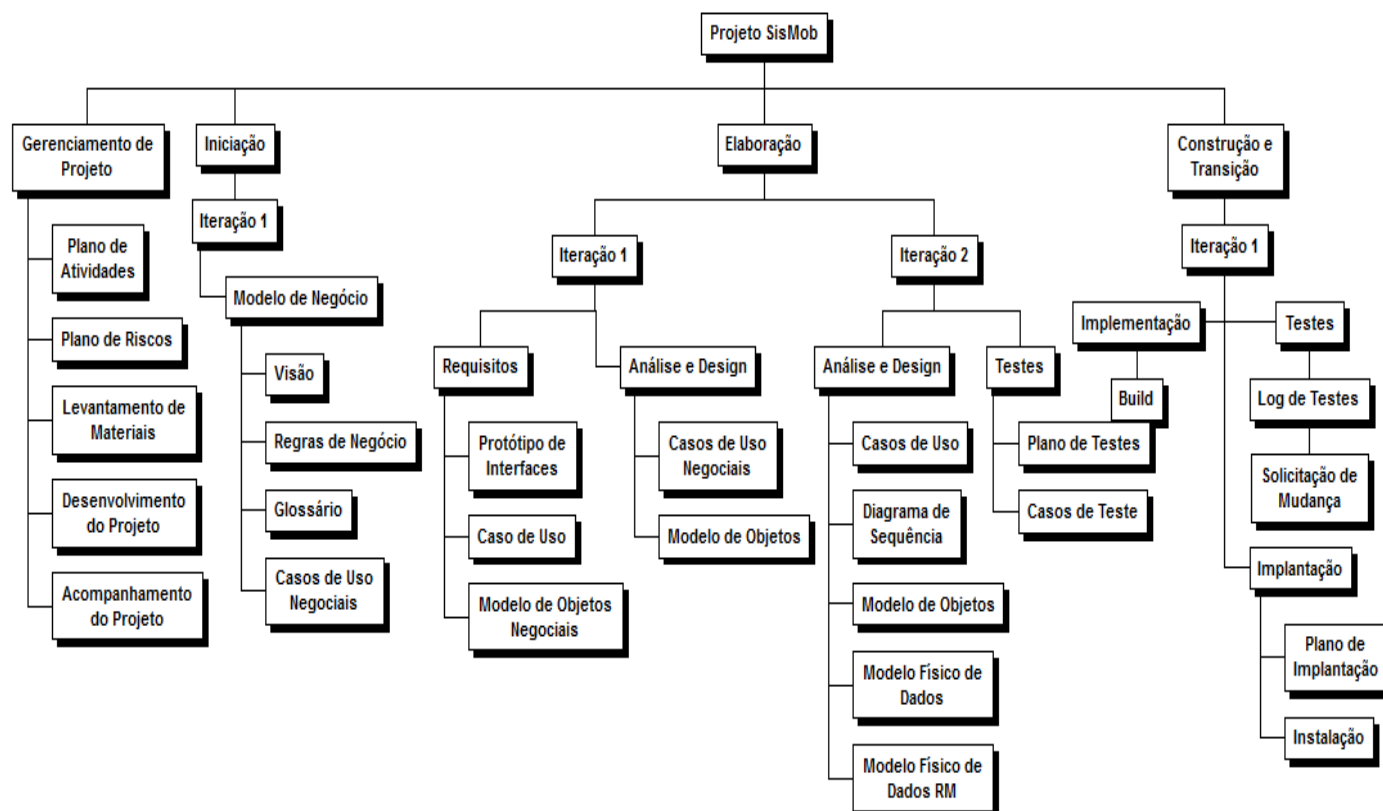 Projeto SisMob
Gerenciamento de
Projeto
Iniciação
Elaboração
Construção e
Transição
Plano de
Atividades
Plano de Riscos
Levantamento de
Materiais
Desenvolvimento
do Projeto
Acompanhamento
do Projeto
Iteração 1
Modelo de Negócio
Visão
Regras de Negócio
Glossário
Casos de Uso
Negociais
Iteração 1
Requisitos
Protótipo de
Interfaces
Caso de Uso
Modelo de Objetos
Negociais
Análise e Design
Casos de Uso
Negociais
Modelo de Objetos
Iteração 2
Análise e Design
Casos de Uso
Diagrama de
Sequência
Modelo de Objetos
Modelo Físico de
Dados
Modelo Físico de
Dados RM
Testes
Plano de Testes
Casos de Teste
Iteração 1
Implementação
Build
Testes
Log de Testes
Solicitação de
Mudança
Implantação
Plano de
Implantação
Instalação